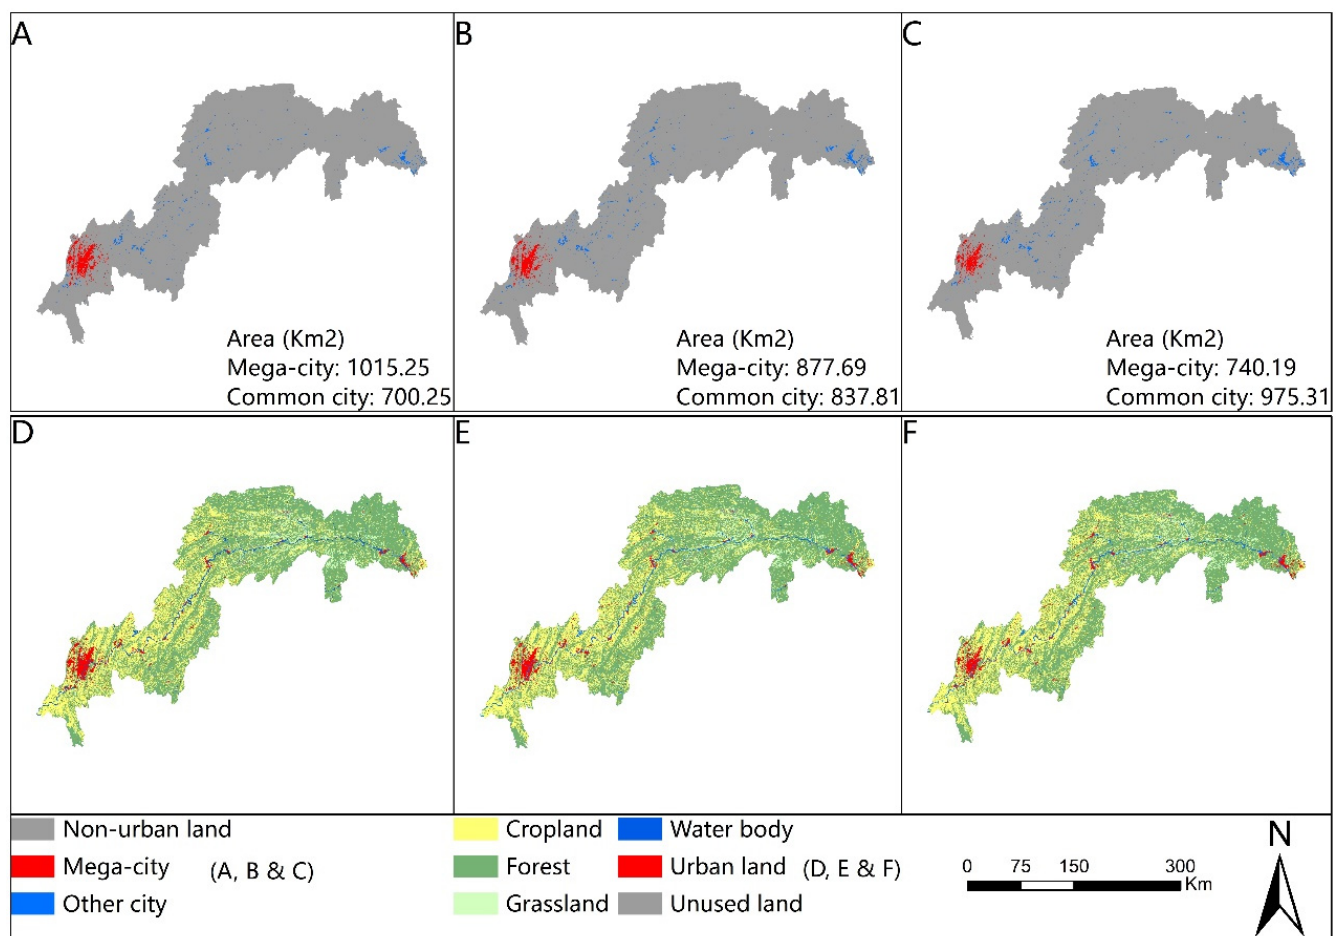 A
B
C
Area (Km2)
Mega-city: 1015.25
Common city: 700.25
Area (Km2)
Mega-city: 877.69
Common city: 837.81
Area (Km2)
Mega-city: 740.19
Common city: 975.31
D
E
F
Non-urban land
Mega-city (A, B & C)
Other city
Cropland
Forest
Grassland
Water body
Urban land (D, E & F)
Unused land
0 75 150 300
Km
N